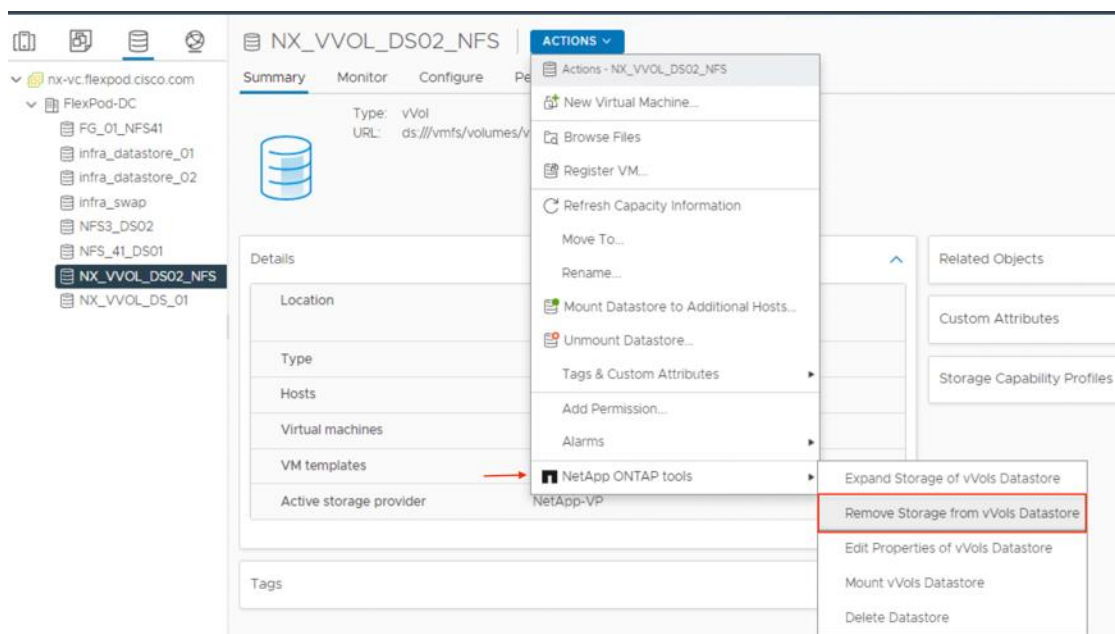 NX_VVOL_DS02_NFS
ACTIONS
nx-vc.flexpod.cisco.com
FlexPod-DC
FG_01_NFS41
infra_datastore_01
infra_datastore_02
infra_swap
NFS3_DS02
NFS_41_DS01
NX_VVOL_DS02_NFS
NX_VVOL_DS_01
Summary
Monitor
Configure
Pe
Type: vVol
URL: ds:///vmfs/volumes/v
Actions - NX_VVOL_DS02_NFS
New Virtual Machine...
Browse Files
Register VM...
Refresh Capacity Information
Move To...
Rename...
Mount Datastore to Additional Hosts...
Unmount Datastore...
Tags & Custom Attributes
Add Permission...
Alarms
NetApp ONTAP tools
Expand Storage of vVols Datastore
Remove Storage from vVols Datastore
Edit Properties of vVols Datastore
Mount vVols Datastore
Delete Datastore
Details
Location
Type
Hosts
Virtual machines
VM templates
Active storage provider
NetApp-VP
Tags
Related Objects
Custom Attributes
Storage Capability Profiles